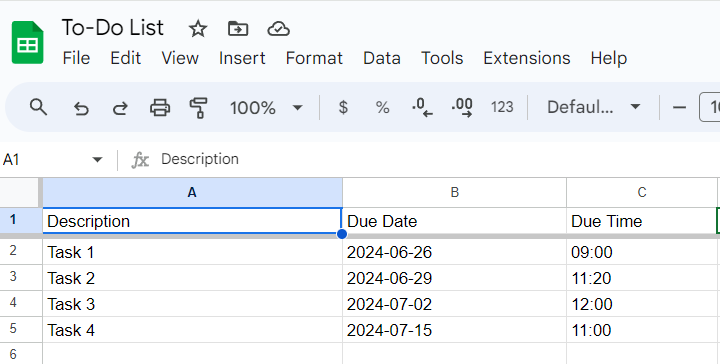 To-Do List
File Edit View Insert Format Data Tools Extensions Help
100% $ % .0 .00 123 Defaul...
A1 fx Description
A B C
1 Description Due Date Due Time
2 Task 1 2024-06-26 09:00
3 Task 2 2024-06-29 11:20
4 Task 3 2024-07-02 12:00
5 Task 4 2024-07-15 11:00
6